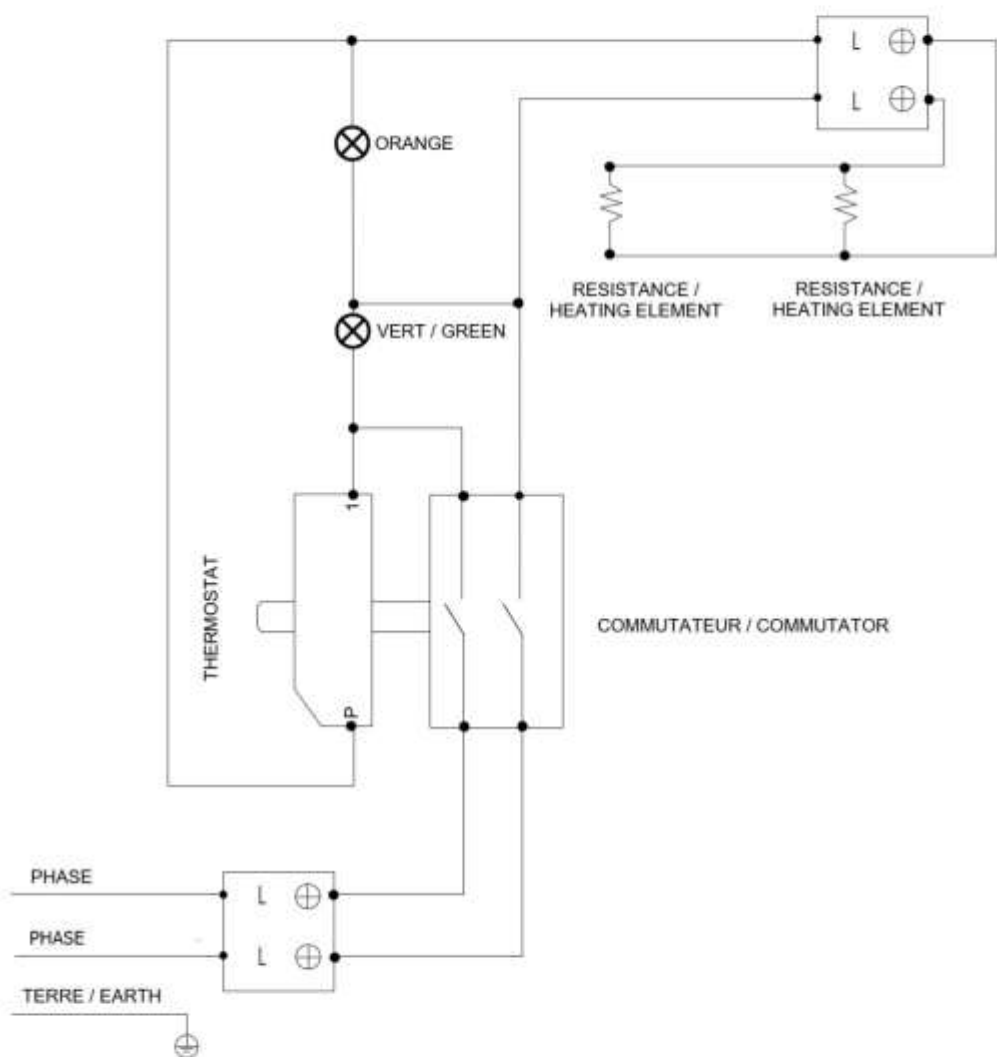 L
L
ORANGE
RESISTANCE /
HEATING ELEMENT
RESISTANCE /
HEATING ELEMENT
VERT / GREEN
1
THERMOSTAT
COMMUTATEUR / COMMUTATOR
P
PHASE
L
PHASE
L
TERRE / EARTH